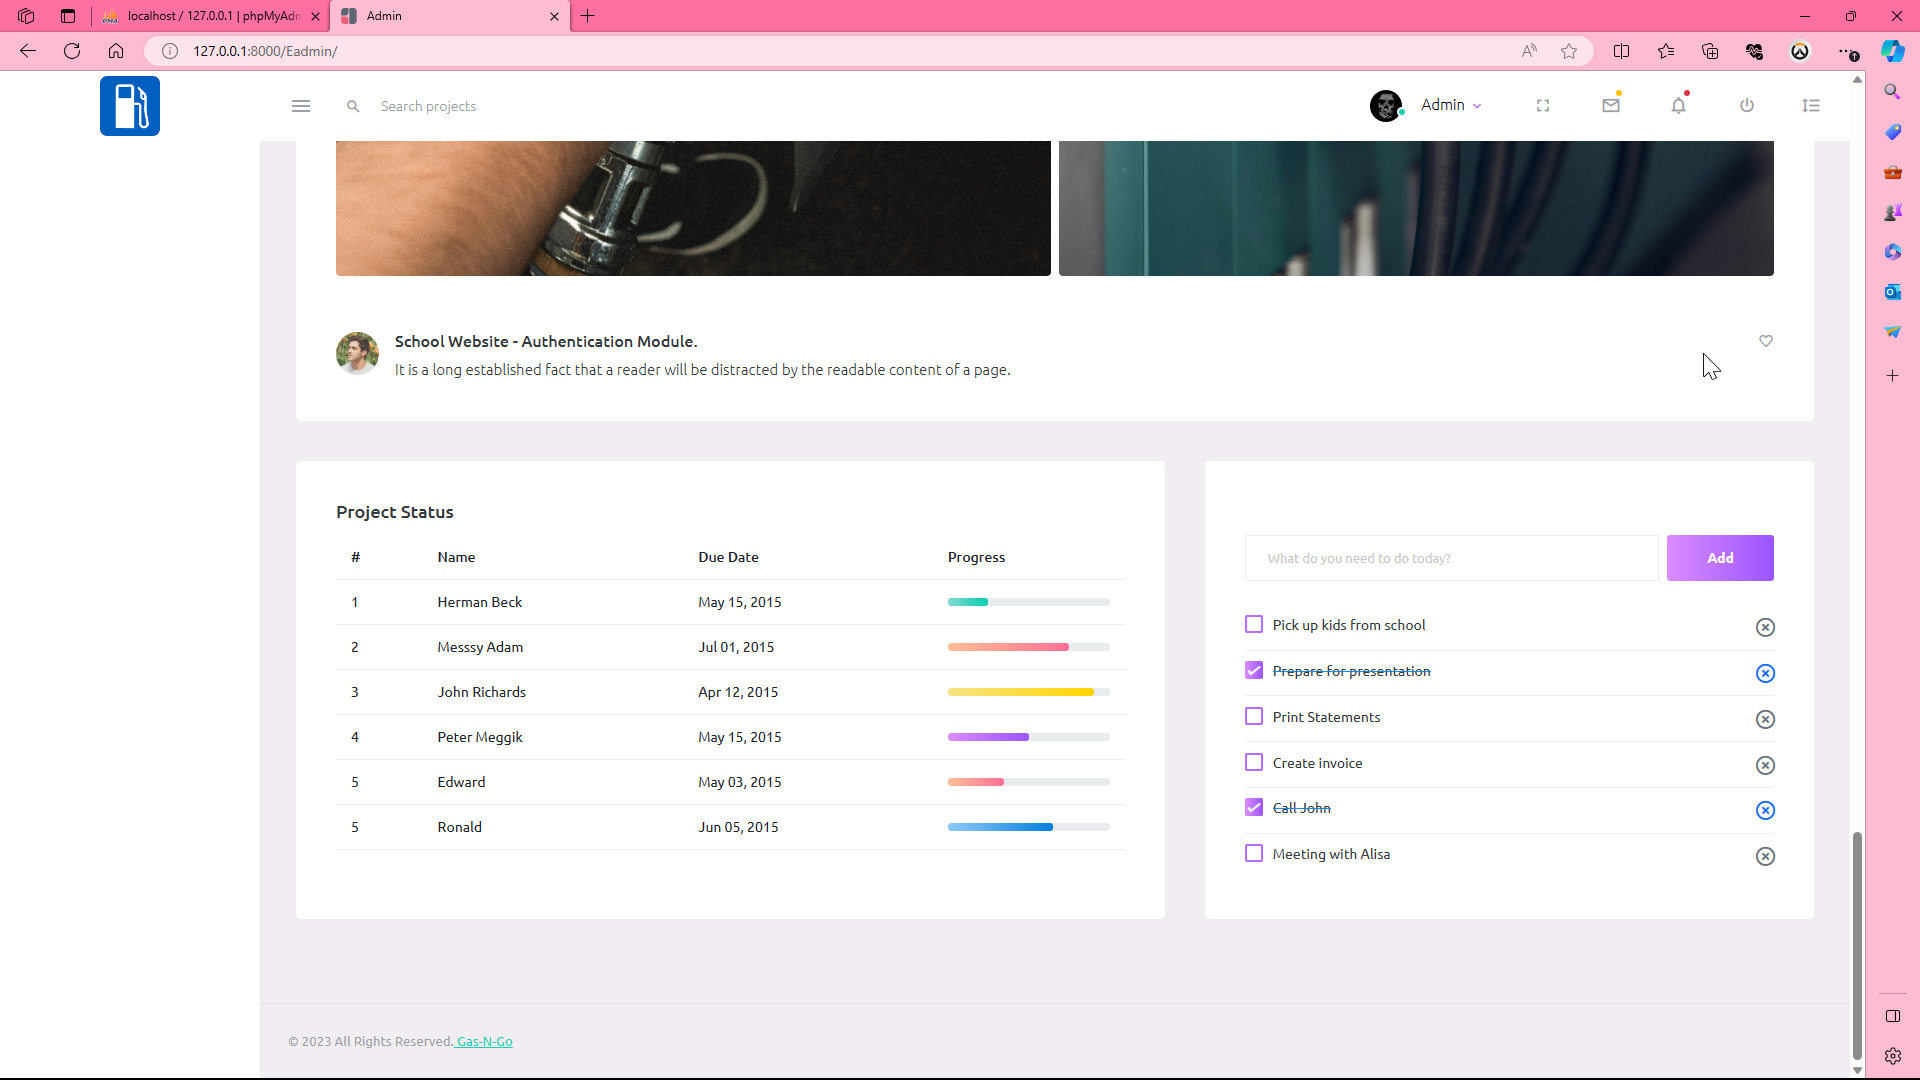 localhost / 127.0.0.1 | phpMyAdm
Admin
127.0.0.1:8000/Eadmin/
Search projects
Admin
School Website - Authentication Module.
It is a long established fact that a reader will be distracted by the readable content of a page.
Project Status
# Name Due Date Progress
1 Herman Beck May 15, 2015
2 Messsy Adam Jul 01, 2015
3 John Richards Apr 12, 2015
4 Peter Meggik May 15, 2015
5 Edward May 03, 2015
5 Ronald Jun 05, 2015
What do you need to do today? Add
Pick up kids from school
Prepare for presentation
Print Statements
Create invoice
Call John
Meeting with Alisa
© 2023 All Rights Reserved. Gas-N-Go